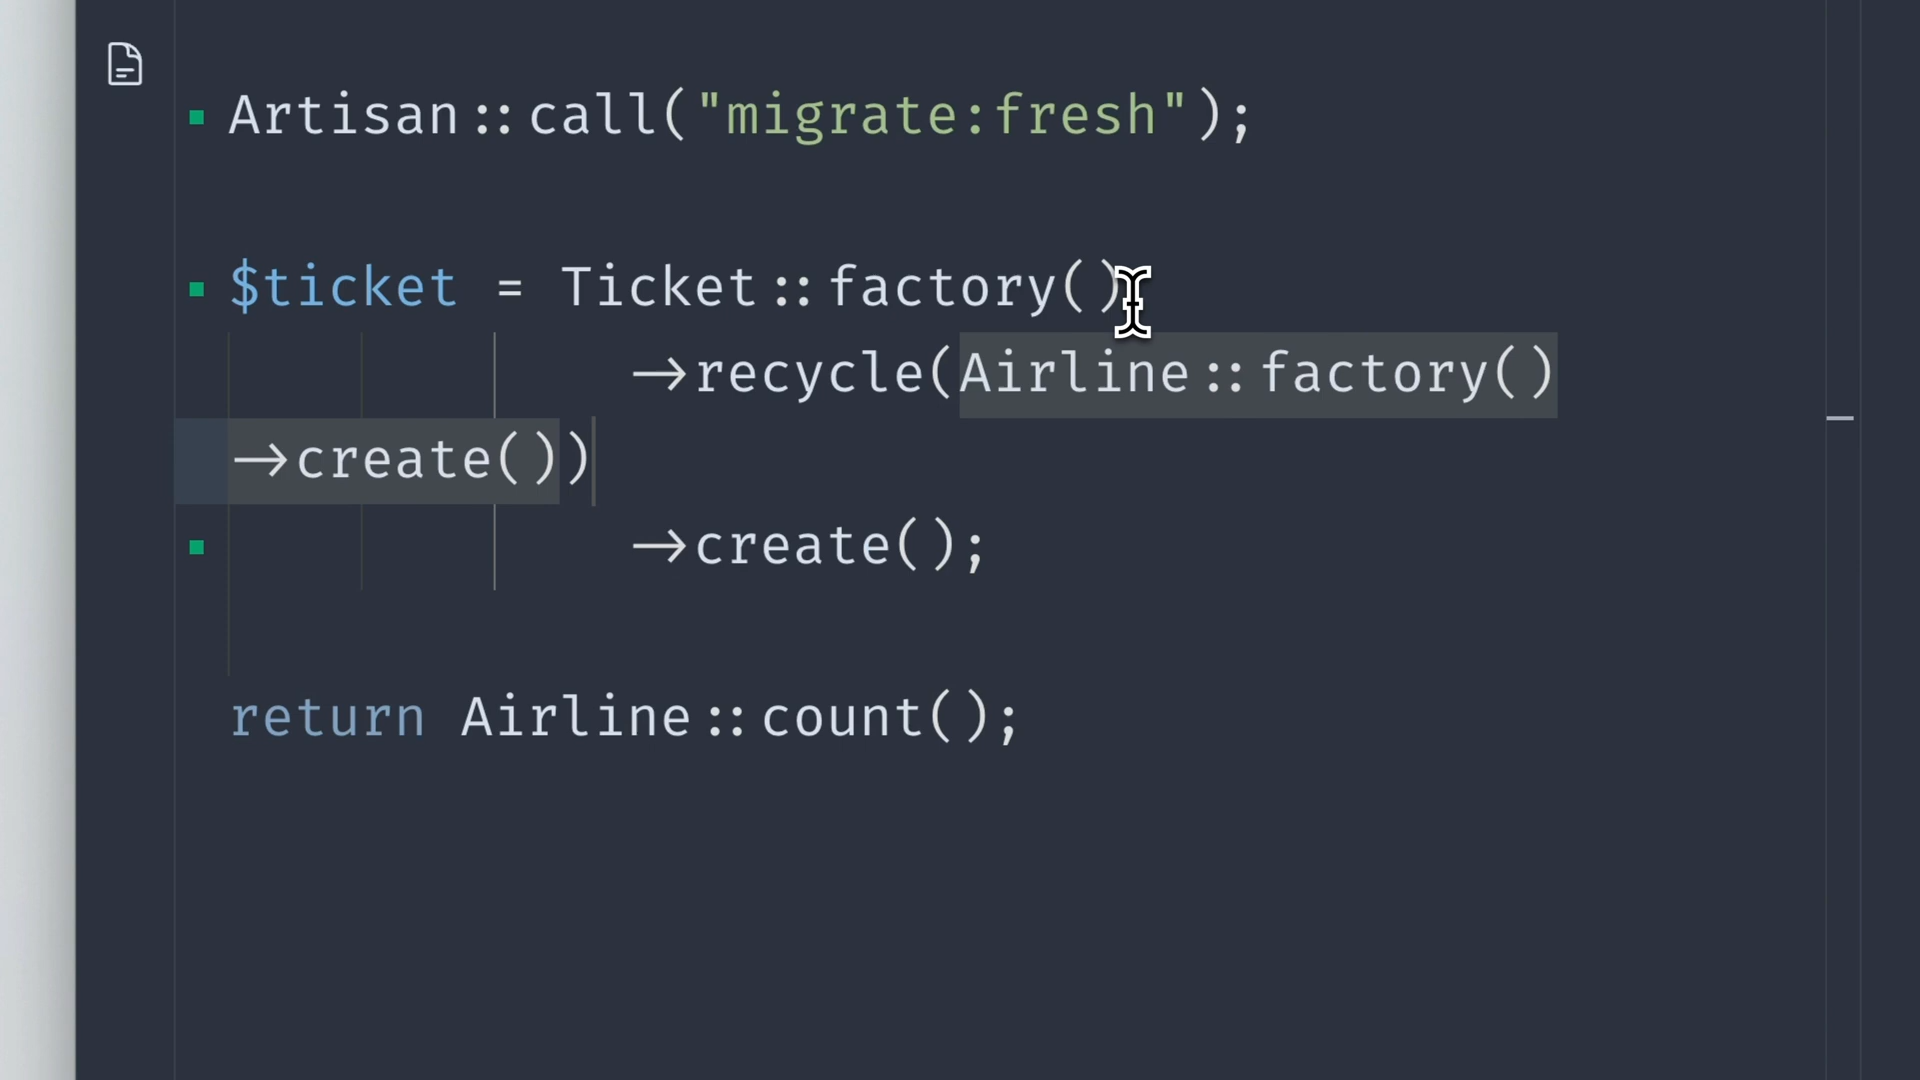 Artisan::call("migrate:fresh");
$ticket = Ticket::factory()
->recycle(Airline::factory()
->create())
->create();
return Airline::count();